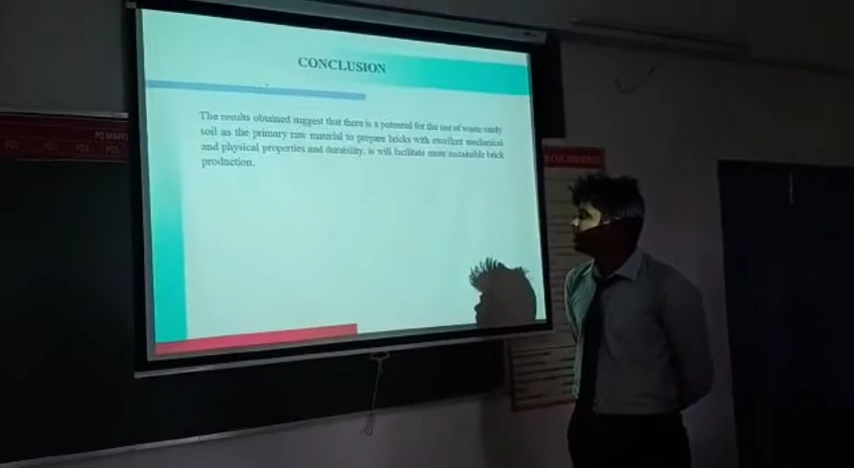 CONCLUSION
The results obtained suggest that there is a potential for the use of waste sandy
soil as the primary raw material to prepare bricks with excellent mechanical
and physical properties and durability. is will facilitate more sustainable brick
production.